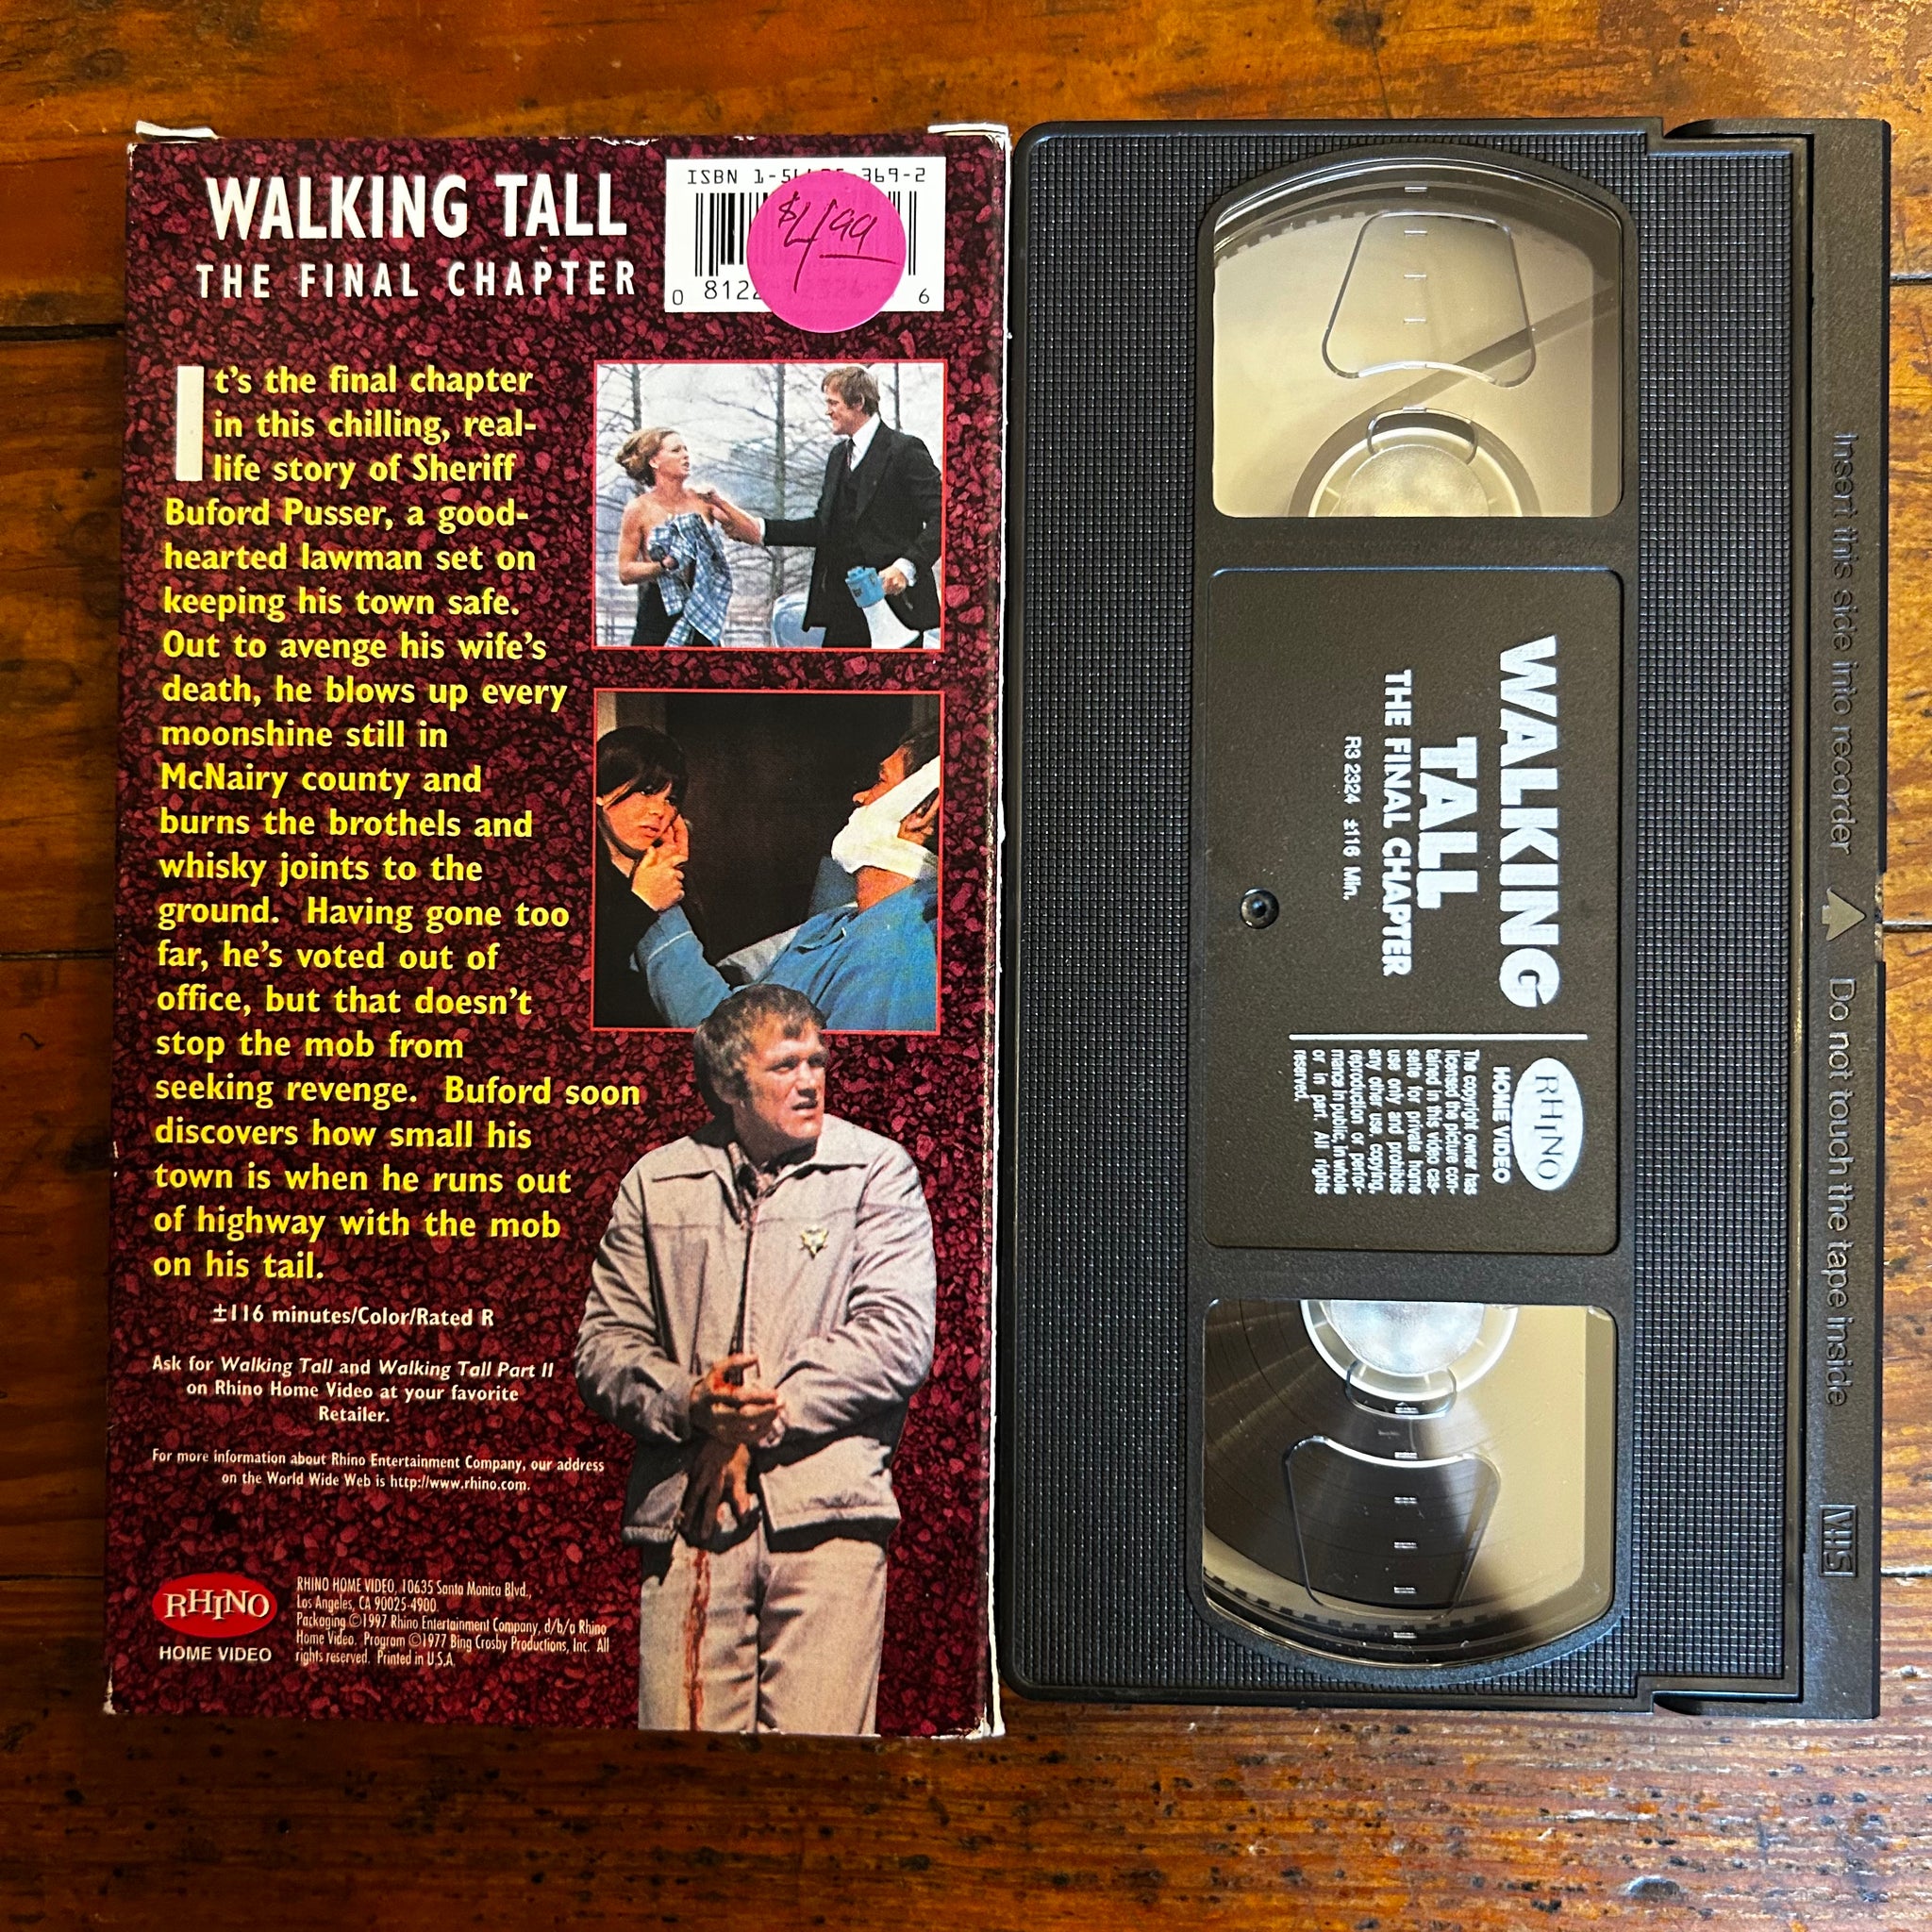 WALKING TALL
THE FINAL CHAPTER
ISBN 369-2
$4.99
0 6
It's the final chapter
in this chilling, real-
life story of Sheriff
Buford Pusser, a good-
hearted lawman set on
keeping his town safe.
Out to avenge his wife's
death, he blows up every
moonshine still in
McNairy county and
burns the brothels and
whisky joints to the
ground. Having gone too
far, he's voted out of
office, but that doesn't
stop the mob from
seeking revenge. Buford soon
discovers how small his
town is when he runs out
of highway with the mob
on his tail.
±116 minutes/Color/Rated R
Ask for Walking Tall and Walking Tall Part II
on Rhino Home Video at your favorite
Retailer.
For more information about Rhino Entertainment Company, our address
on the World Wide Web is http://www.rhino.com.
RHINO
HOME VIDEO
RHINO HOME VIDEO, 10635 Santa Monica Blvd.,
Los Angeles, CA 90025-4900.
Packaging ©1997 Rhino Entertainment Company, d/b/a Rhino
Home Video. Program ©1977 Bing Crosby Productions, Inc. All
rights reserved. Printed in U.S.A.
WALKING
TALL
THE FINAL CHAPTER
R3 2324 ±116 Min.
RHINO
HOME VIDEO
The copyright owner has
licensed the picture con-
tained in this video cas-
sette for private home
use only and prohibits
any other use, copying,
reproduction or perfor-
mance in public, in whole
or in part. All rights
reserved.
Insert this side into recorder Do not touch the tape inside
VHS